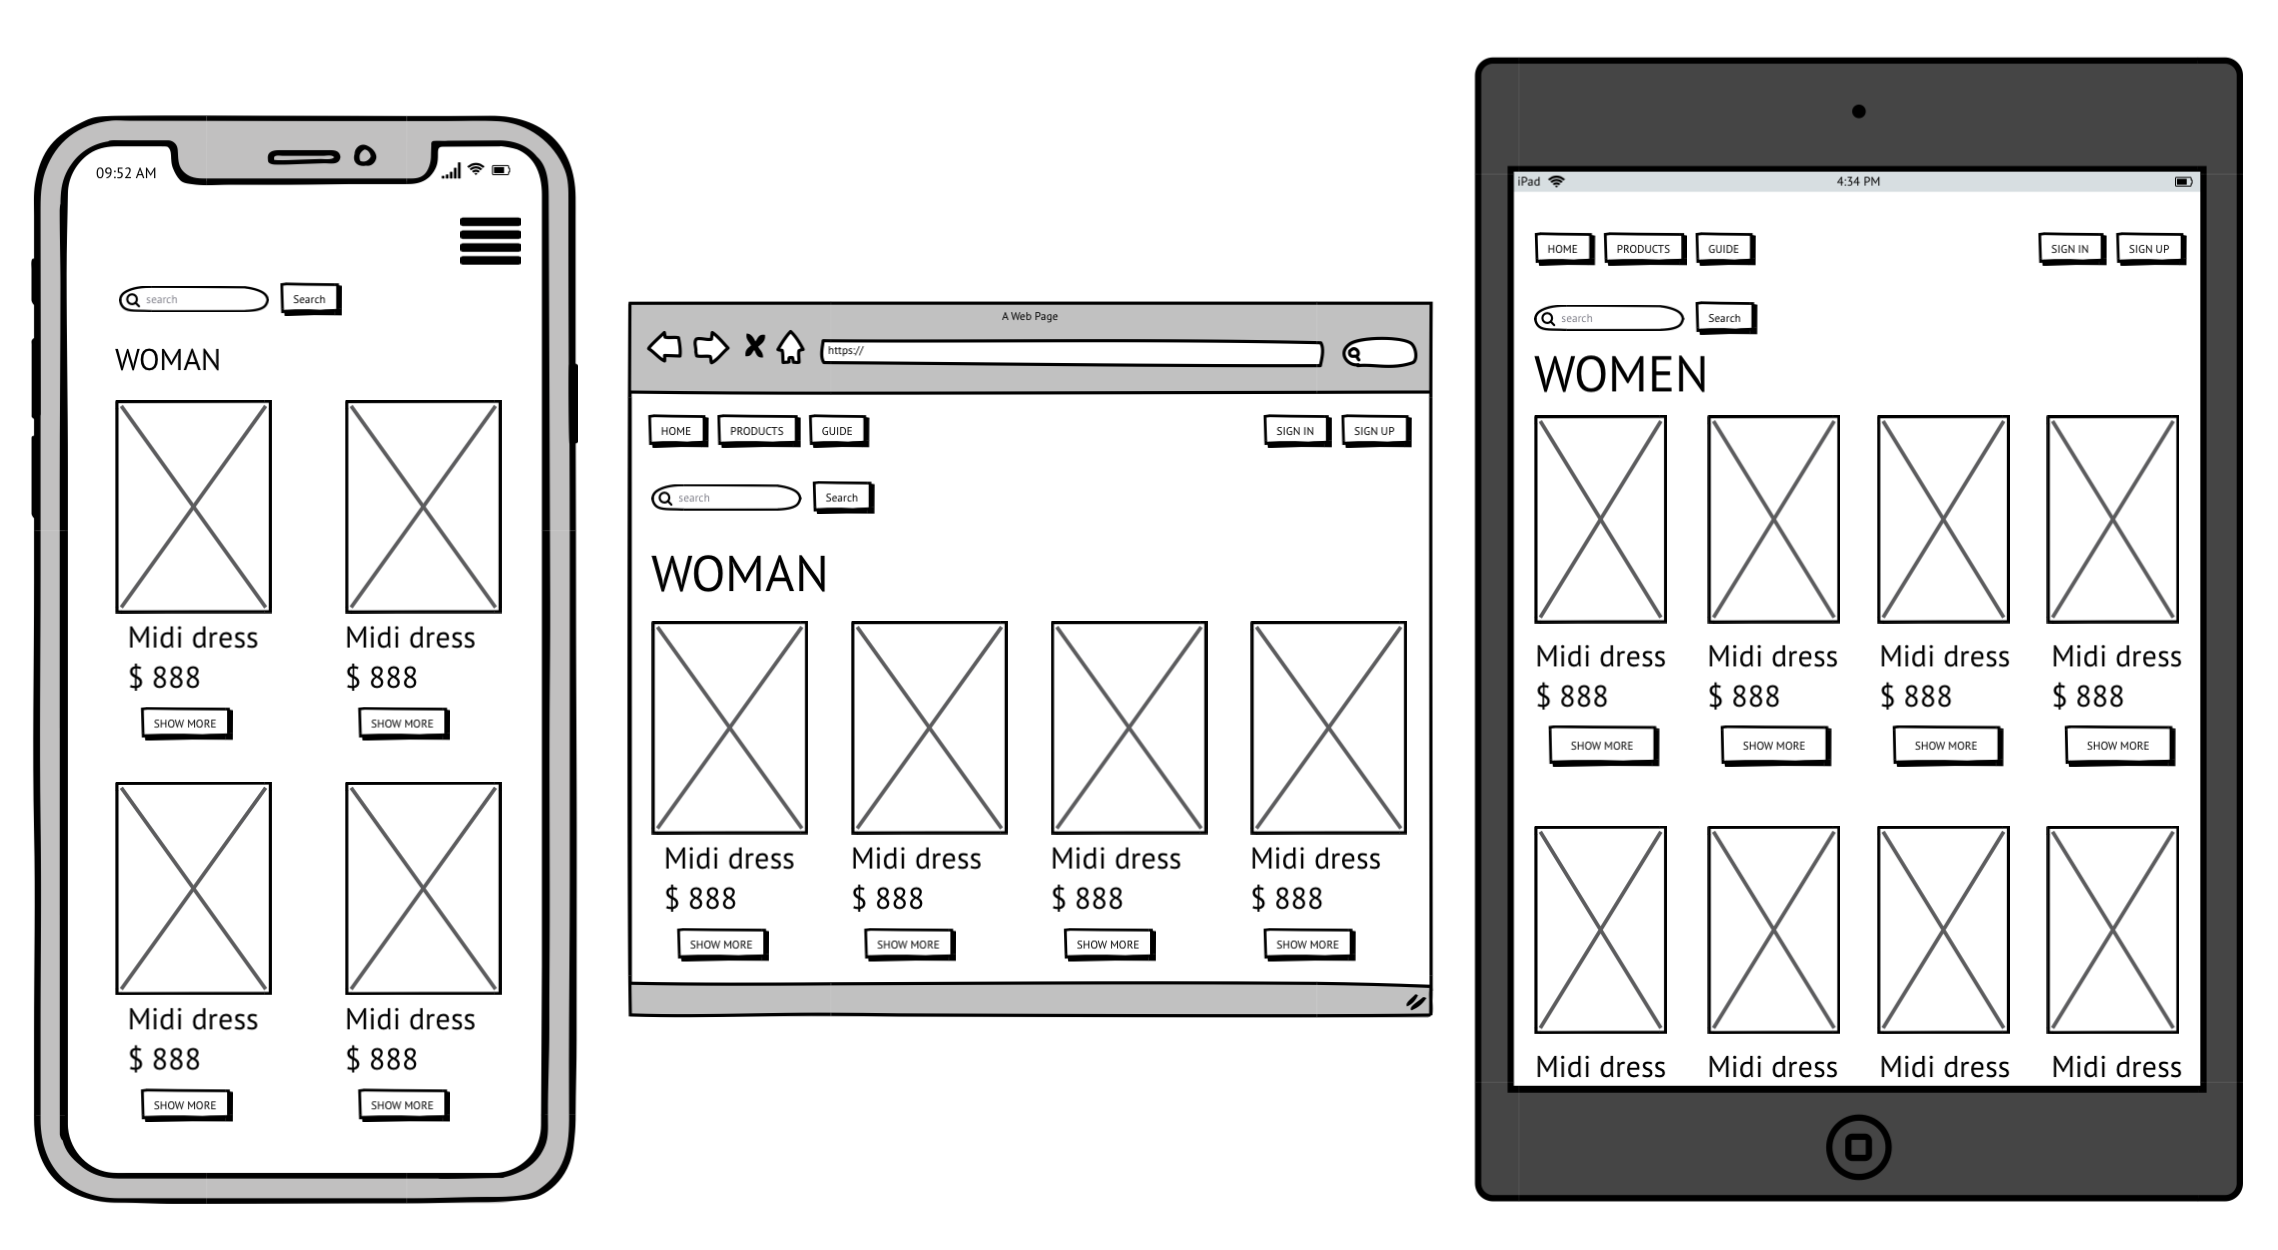 09:52 AM
search Search
WOMAN
Midi dress Midi dress
$ 888 $ 888
SHOW MORE SHOW MORE
Midi dress Midi dress
$ 888 $ 888
SHOW MORE SHOW MORE
A Web Page
https://
HOME PRODUCTS GUIDE SIGN IN SIGN UP
search Search
WOMAN
Midi dress Midi dress Midi dress Midi dress
$ 888 $ 888 $ 888 $ 888
SHOW MORE SHOW MORE SHOW MORE SHOW MORE
iPad 4:34 PM
HOME PRODUCTS GUIDE SIGN IN SIGN UP
search Search
WOMEN
Midi dress Midi dress Midi dress Midi dress
$ 888 $ 888 $ 888 $ 888
SHOW MORE SHOW MORE SHOW MORE SHOW MORE
Midi dress Midi dress Midi dress Midi dress